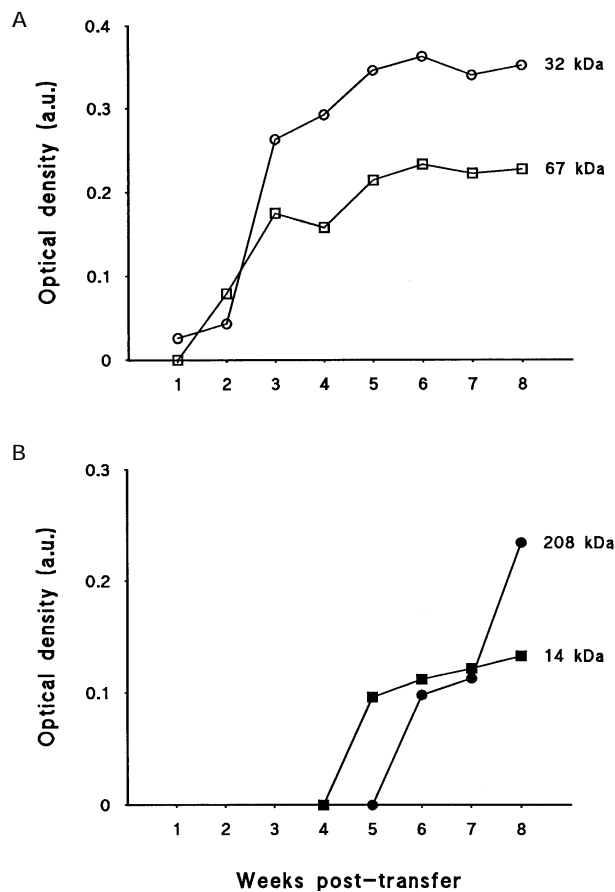 A
Optical density (a.u.)
0.4
0.3
0.2
0.1
0
32 kDa
67 kDa
1 2 3 4 5 6 7 8
B
Optical density (a.u.)
0.3
0.2
0.1
0
208 kDa
14 kDa
1 2 3 4 5 6 7 8
Weeks post-transfer